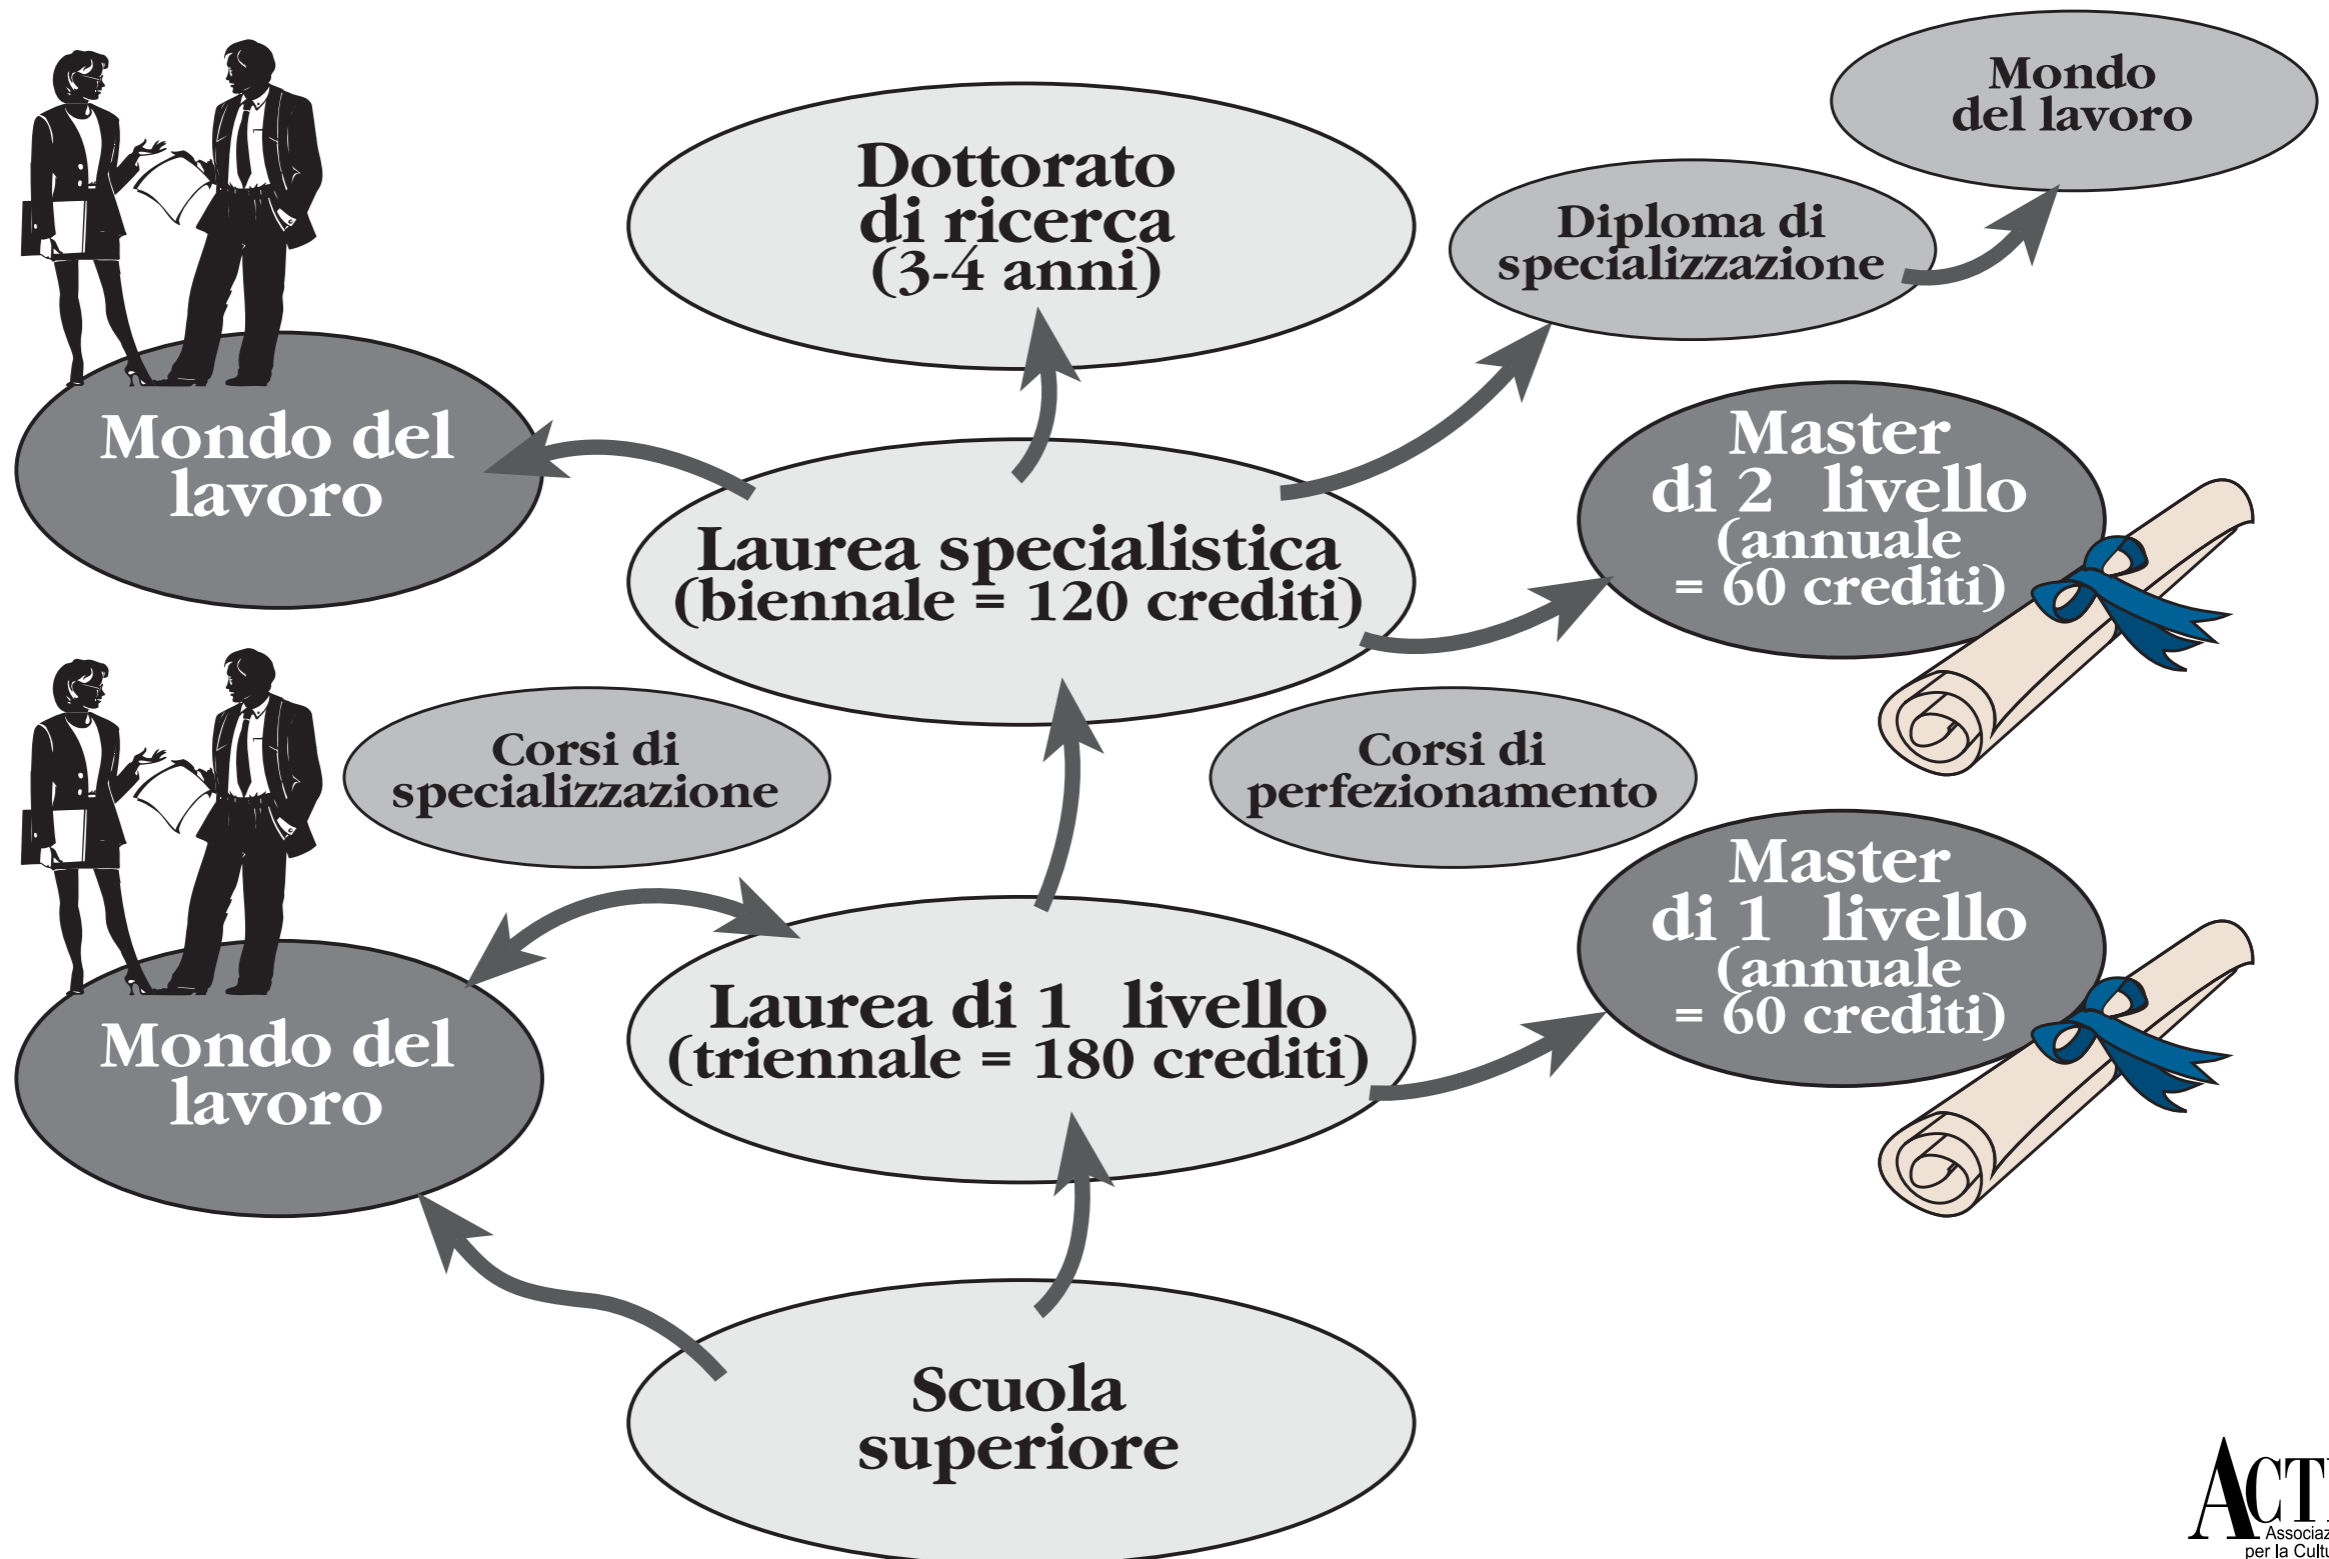 Mondo
del lavoro
Dottorato
di ricerca
(3-4 anni)
Diploma di
specializzazione
Mondo del
lavoro
Master
di 2 livello
(annuale
= 60 crediti)
Laurea specialistica
(biennale = 120 crediti)
Corsi di
specializzazione
Corsi di
perfezionamento
Master
di 1 livello
(annuale
= 60 crediti)
Laurea di 1 livello
(triennale = 180 crediti)
Mondo del
lavoro
Scuola
superiore
per la